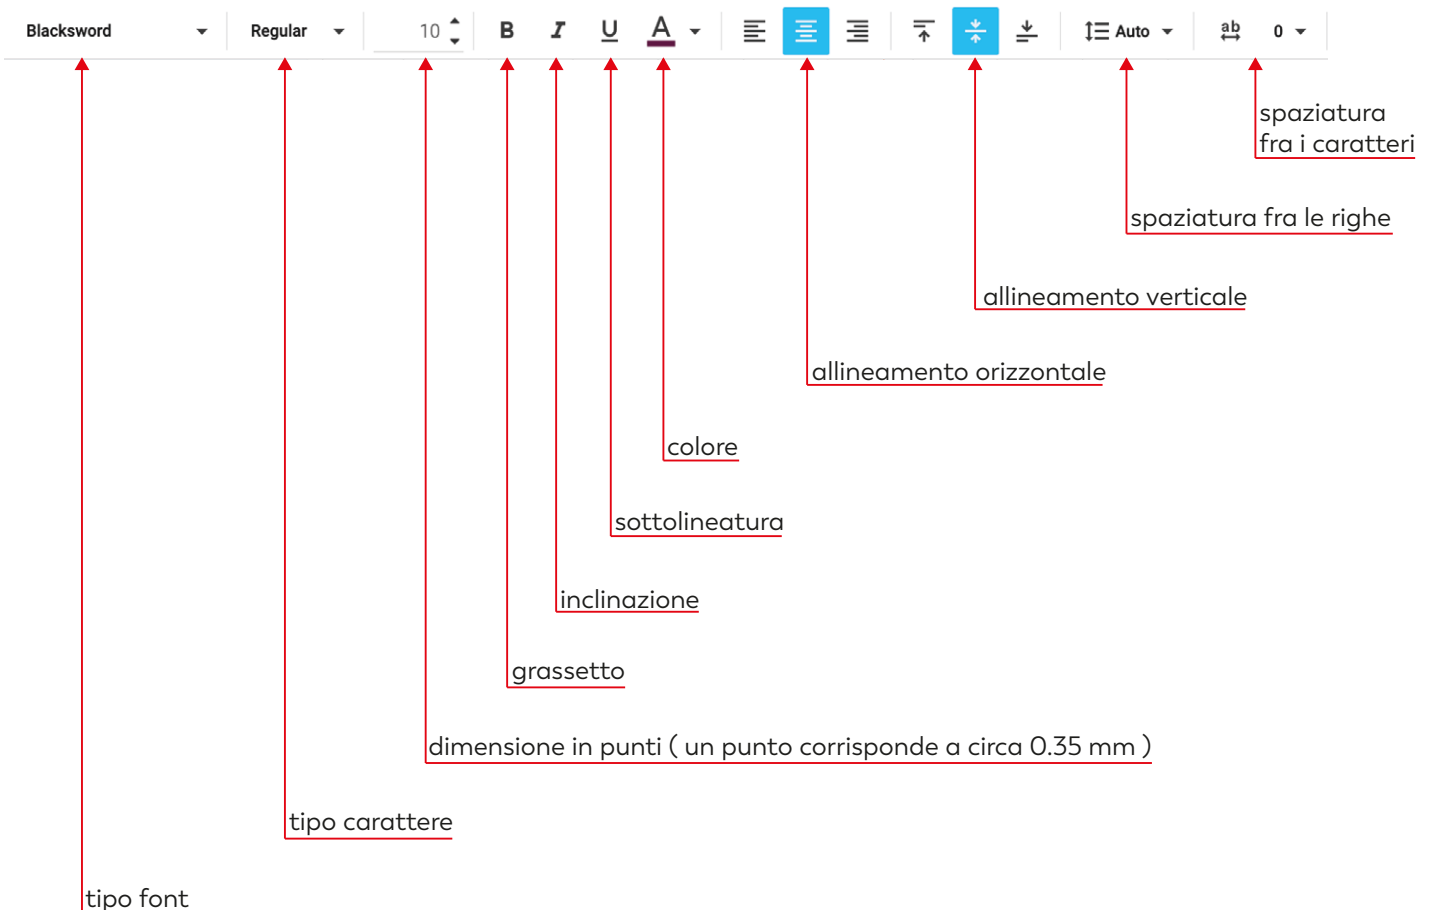 Blacksword Regular 10 B I U A Auto ab 0
spaziatura
fra i caratteri
spaziatura fra le righe
allineamento verticale
allineamento orizzontale
colore
sottolineatura
inclinazione
grassetto
dimensione in punti ( un punto corrisponde a circa 0.35 mm )
tipo carattere
tipo font